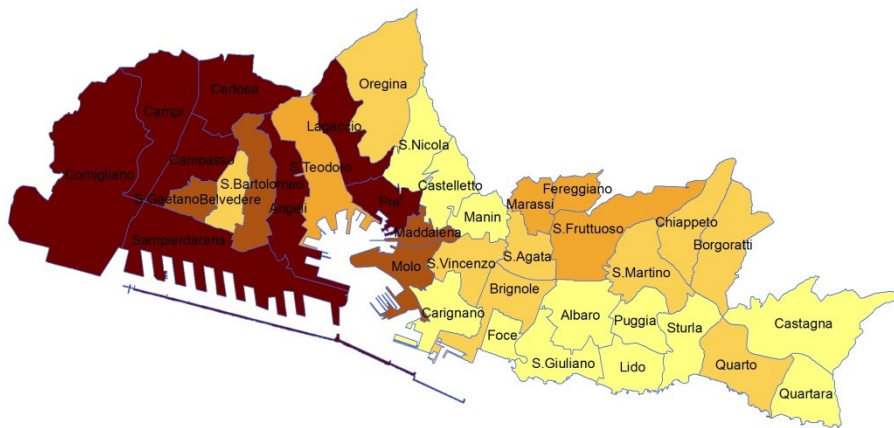 Oregina
Certosa
Campi
Lagaccio
S.Nicola
Campasso
S.Teodoro
Cornigliano
S.Bartolomeo
Castelletto
Fereggiano
S.Gaetano
Belvedere
Angeli
Pre'
Marassi
Manin
Maddalena
S.Fruttuoso
Chiappeto
Sampierdarena
Borgoratti
S.Vincenzo
S.Agata
Molo
S.Martino
Brignole
Carignano
Albaro
Puggia
Sturla
Castagna
Foce
S.Giuliano
Lido
Quarto
Quartara